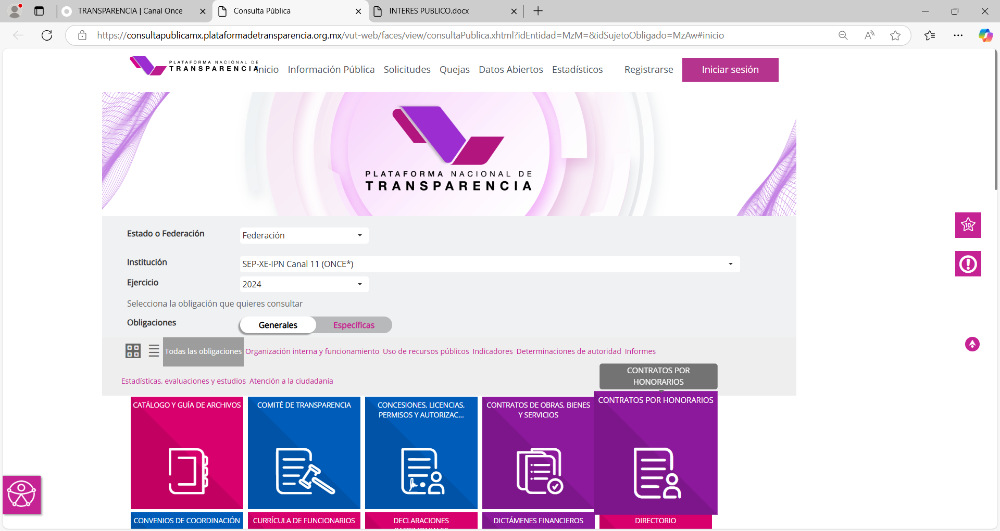 TRANSPARENCIA | Canal Once
Consulta Pública
INTERES PUBLICO.docx
https://consultapublicamx.plataformadetransparencia.org.mx/vut-web/faces/view/consultaPublica.xhtml?idEntidad=MzM=&idSujetoObligado=MzAw#inicio
PLATAFORMA NACIONAL DE
TRANSPARENCIA
Inicio Información Pública Solicitudes Quejas Datos Abiertos Estadísticos Registrarse Iniciar sesión
PLATAFORMA NACIONAL DE
TRANSPARENCIA
Estado o Federación Federación
Institución SEP-XE-IPN Canal 11 (ONCE*)
Ejercicio 2024
Selecciona la obligación que quieres consultar
Obligaciones Generales Específicas
Todas las obligaciones Organización interna y funcionamiento Uso de recursos públicos Indicadores Determinaciones de autoridad Informes
Estadísticas, evaluaciones y estudios Atención a la ciudadanía
CONTRATOS POR
HONORARIOS
CATÁLOGO Y GUÍA DE ARCHIVOS
COMITÉ DE TRANSPARENCIA
CONCESIONES, LICENCIAS,
PERMISOS Y AUTORIZAC...
CONTRATOS DE OBRAS, BIENES
Y SERVICIOS
CONTRATOS POR HONORARIOS
CONVENIOS DE COORDINACIÓN
CURRÍCULA DE FUNCIONARIOS
DECLARACIONES
PATRIMONIALES
DICTÁMENES FINANCIEROS
DIRECTORIO
10